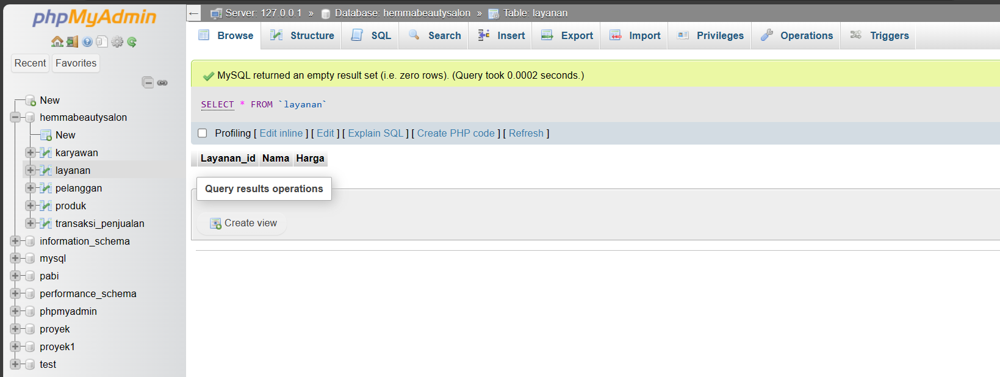 phpMyAdmin
Recent Favorites
New
hemmabeautysalon
New
karyawan
layanan
pelanggan
produk
transaksi_penjualan
information_schema
mysql
pabi
performance_schema
phpmyadmin
proyek
proyek1
test
Server: 127.0.0.1 » Database: hemmabeautysalon » Table: layanan
Browse Structure SQL Search Insert Export Import Privileges Operations Triggers
MySQL returned an empty result set (i.e. zero rows). (Query took 0.0002 seconds.)
SELECT * FROM `layanan`
Profiling [ Edit inline ] [ Edit ] [ Explain SQL ] [ Create PHP code ] [ Refresh ]
Layanan_id Nama Harga
Query results operations
Create view